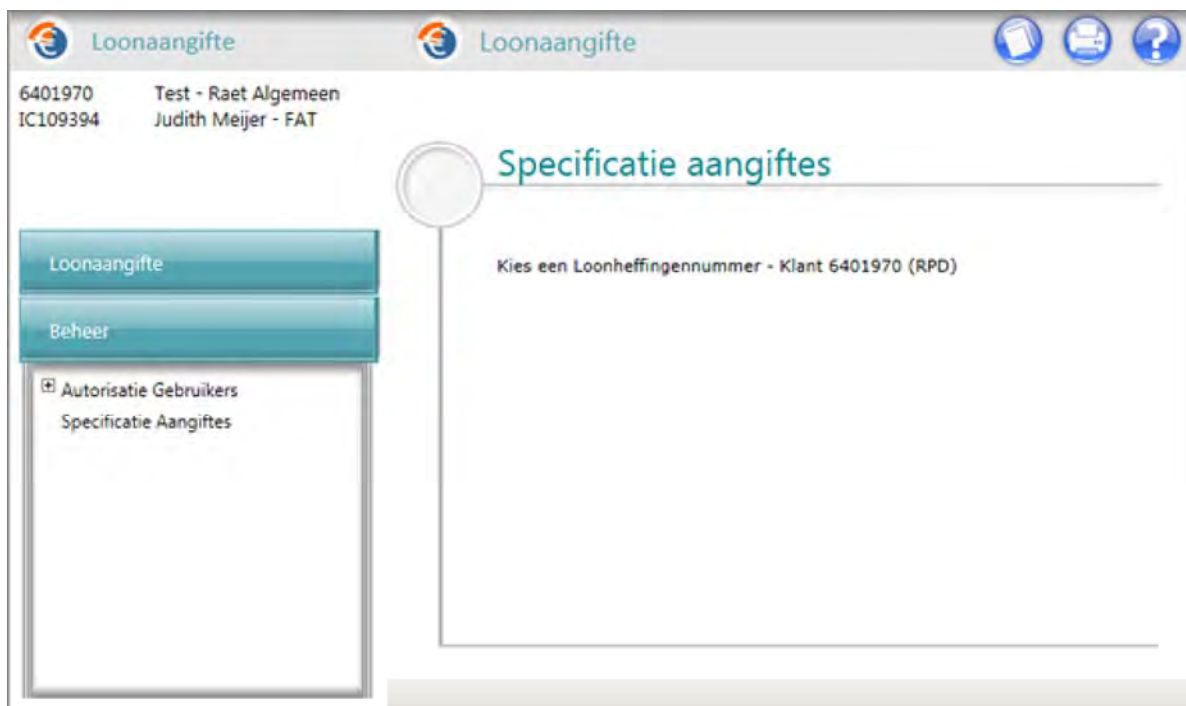 Loonaangifte
6401970 Test - Raet Algemeen
IC109394 Judith Meijer - FAT
Loonaangifte
Beheer
Autorisatie Gebruikers
Specificatie Aangiftes
Loonaangifte
Specificatie aangiftes
Kies een Loonheffingennummer - Klant 6401970 (RPD)